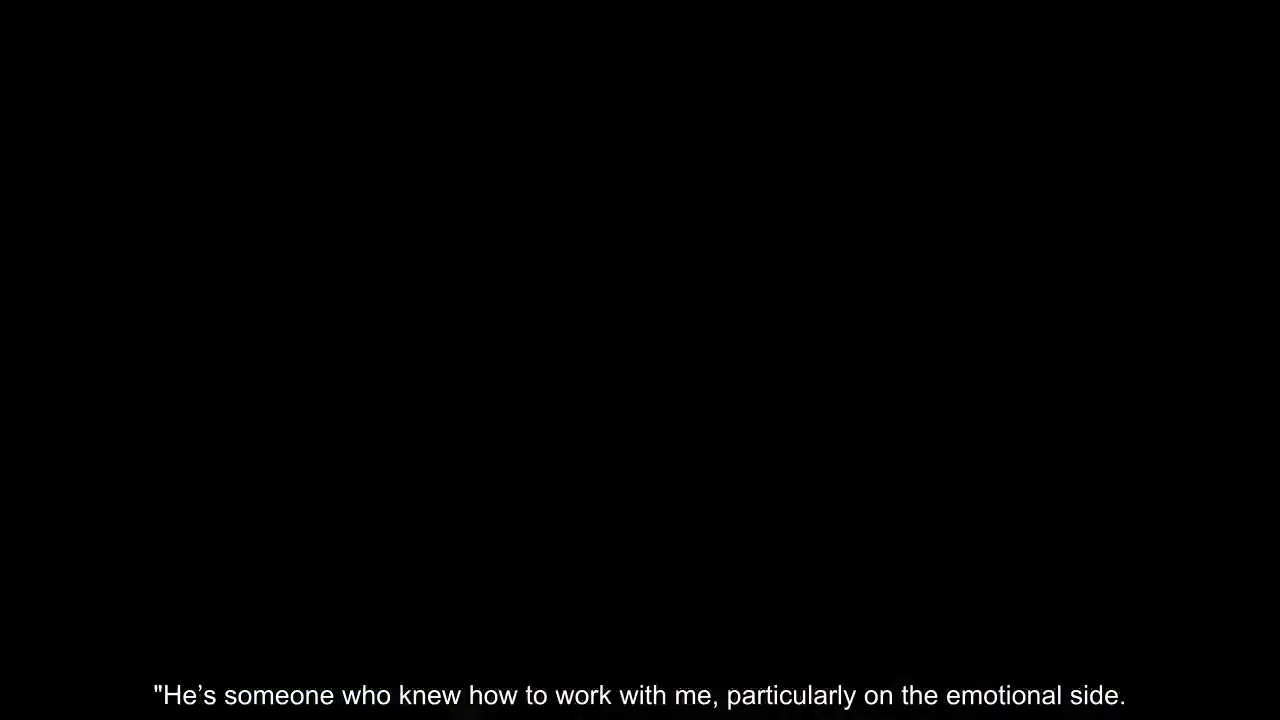 "He’s someone who knew how to work with me, particularly on the emotional side.